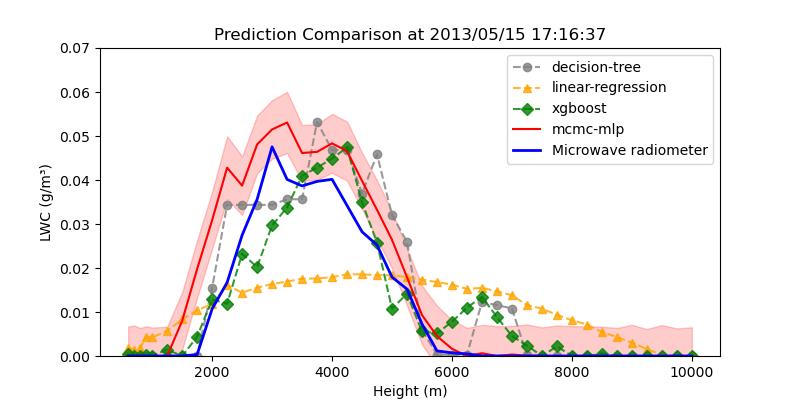 Prediction Comparison at 2013/05/15 17:16:37
LWC (g/m³)
0.07
0.06
0.05
0.04
0.03
0.02
0.01
0.00
decision-tree
linear-regression
xgboost
mcmc-mlp
Microwave radiometer
2000 4000 6000 8000 10000
Height (m)